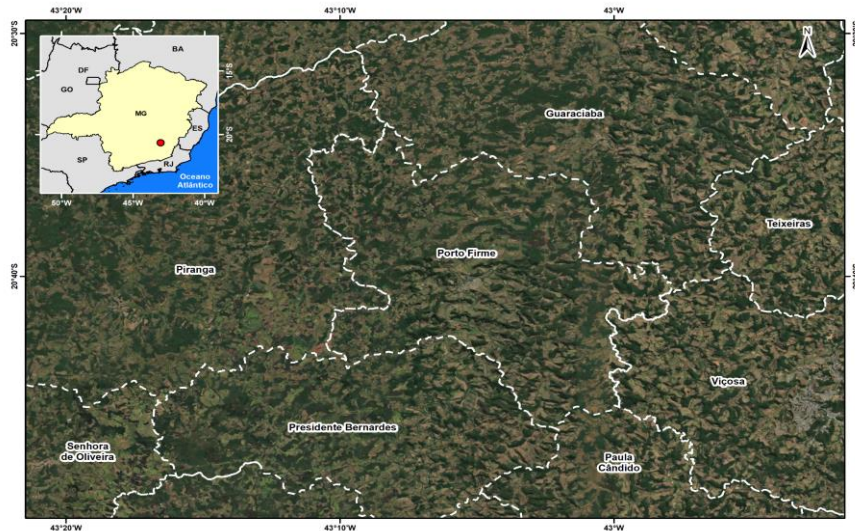 43°20'W
43°10'W
43°W
20°30'S
BA
DF
15°S
GO
MG
ES
20°S
SP
RJ
Oceano
Atlântico
50°W
45°W
40°W
N
Guaraciaba
Teixeiras
Porto Firme
Piranga
20°40'S
Viçosa
Presidente Bernardes
Senhora
de Oliveira
Paula
Cândido
43°20'W
43°10'W
43°W